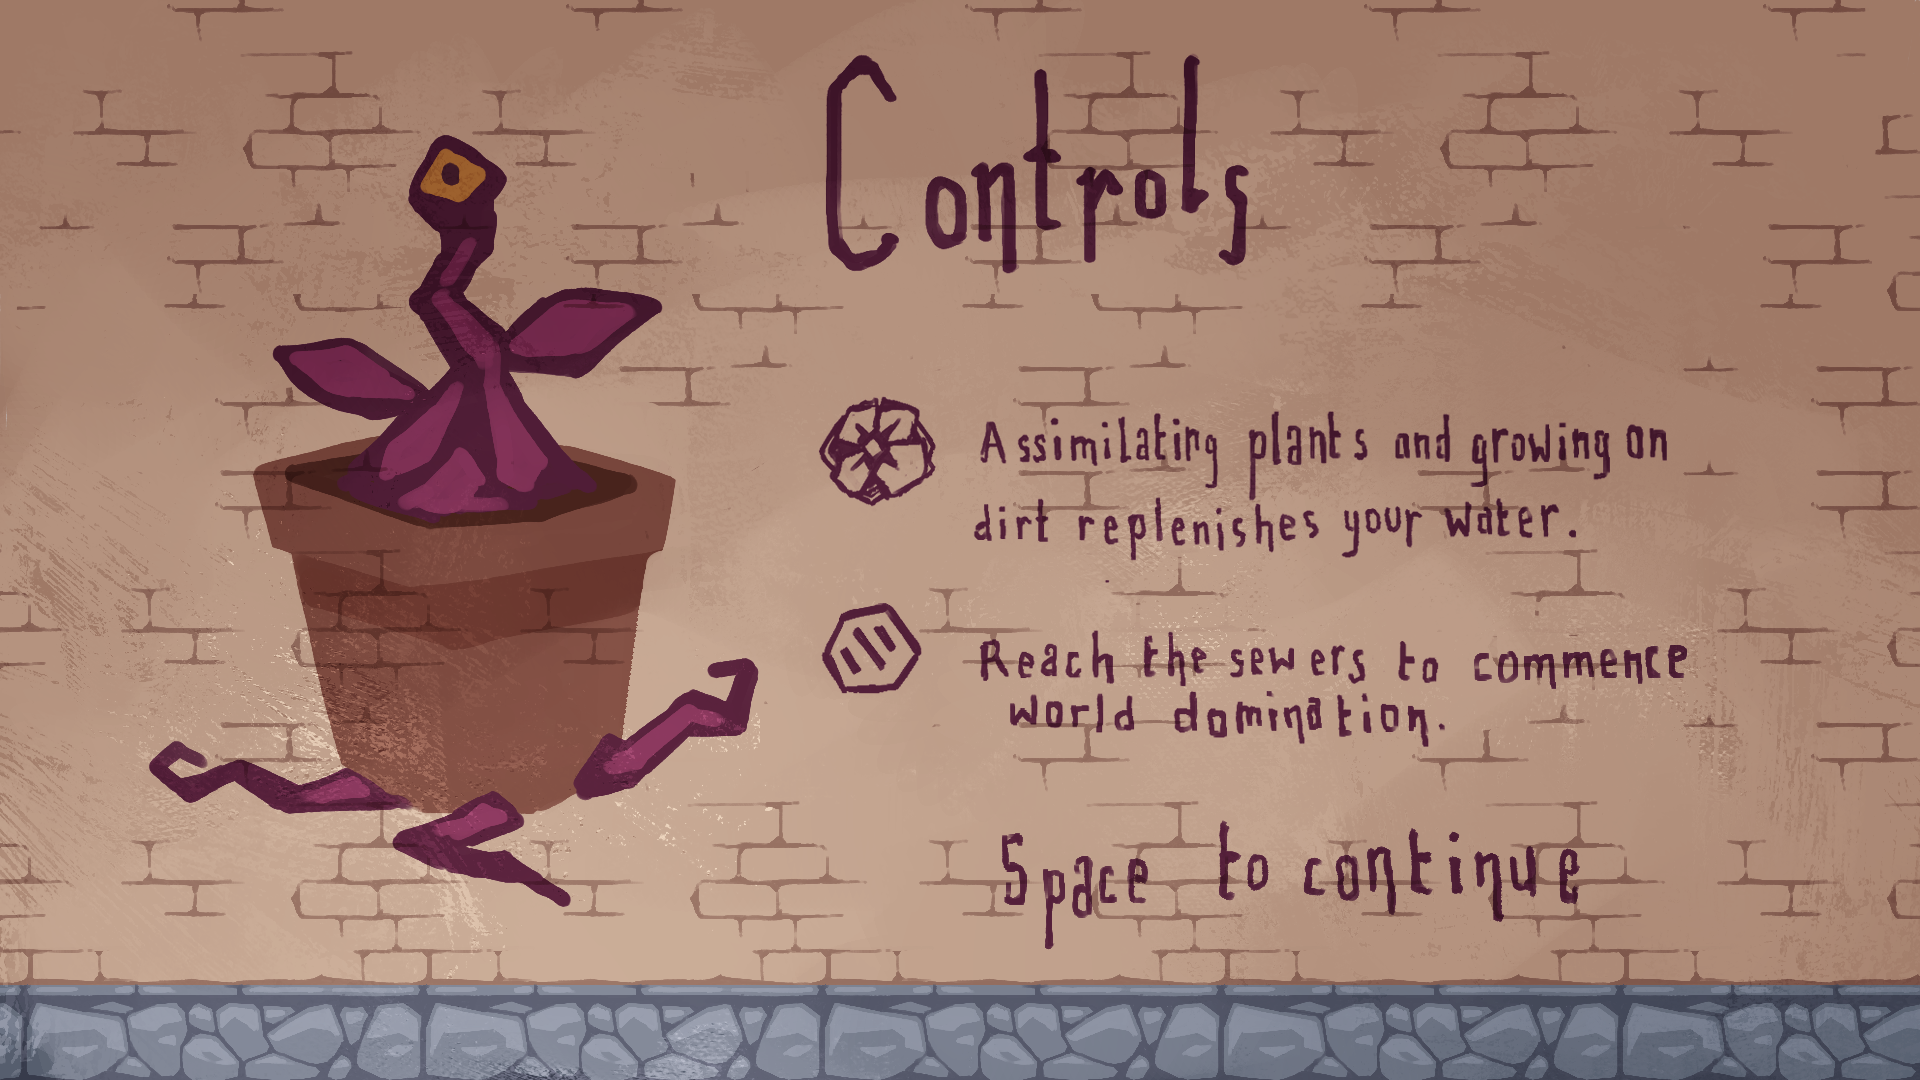 Controls
Assimilating plants and growing on
dirt replenishes your water.
Reach the sewers to commence
world domination.
Space to continue